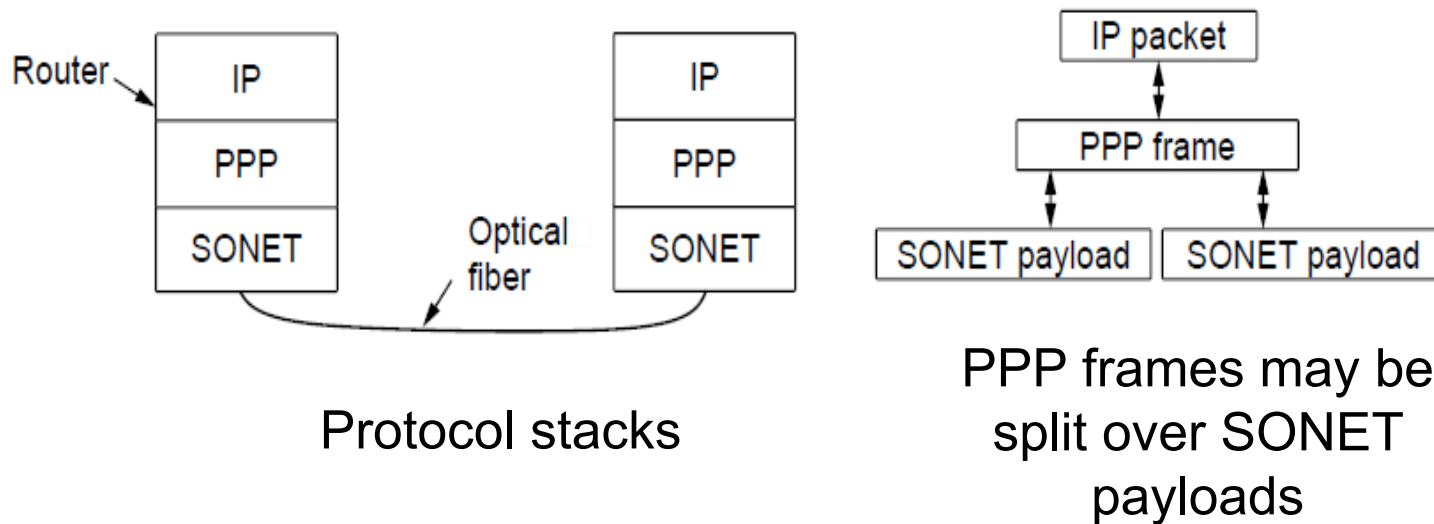 Router
IP
PPP
SONET
Optical
fiber
IP
PPP
SONET
Protocol stacks
IP packet
PPP frame
SONET payload
SONET payload
PPP frames may be
split over SONET
payloads